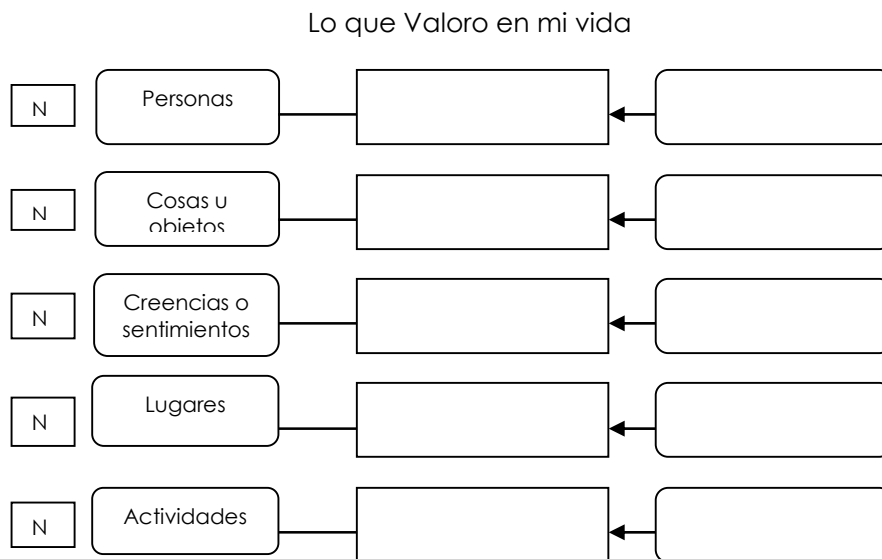 Lo que Valoro en mi vida
N
Personas
N
Cosas u
objetos
N
Creencias o
sentimientos
N
Lugares
N
Actividades